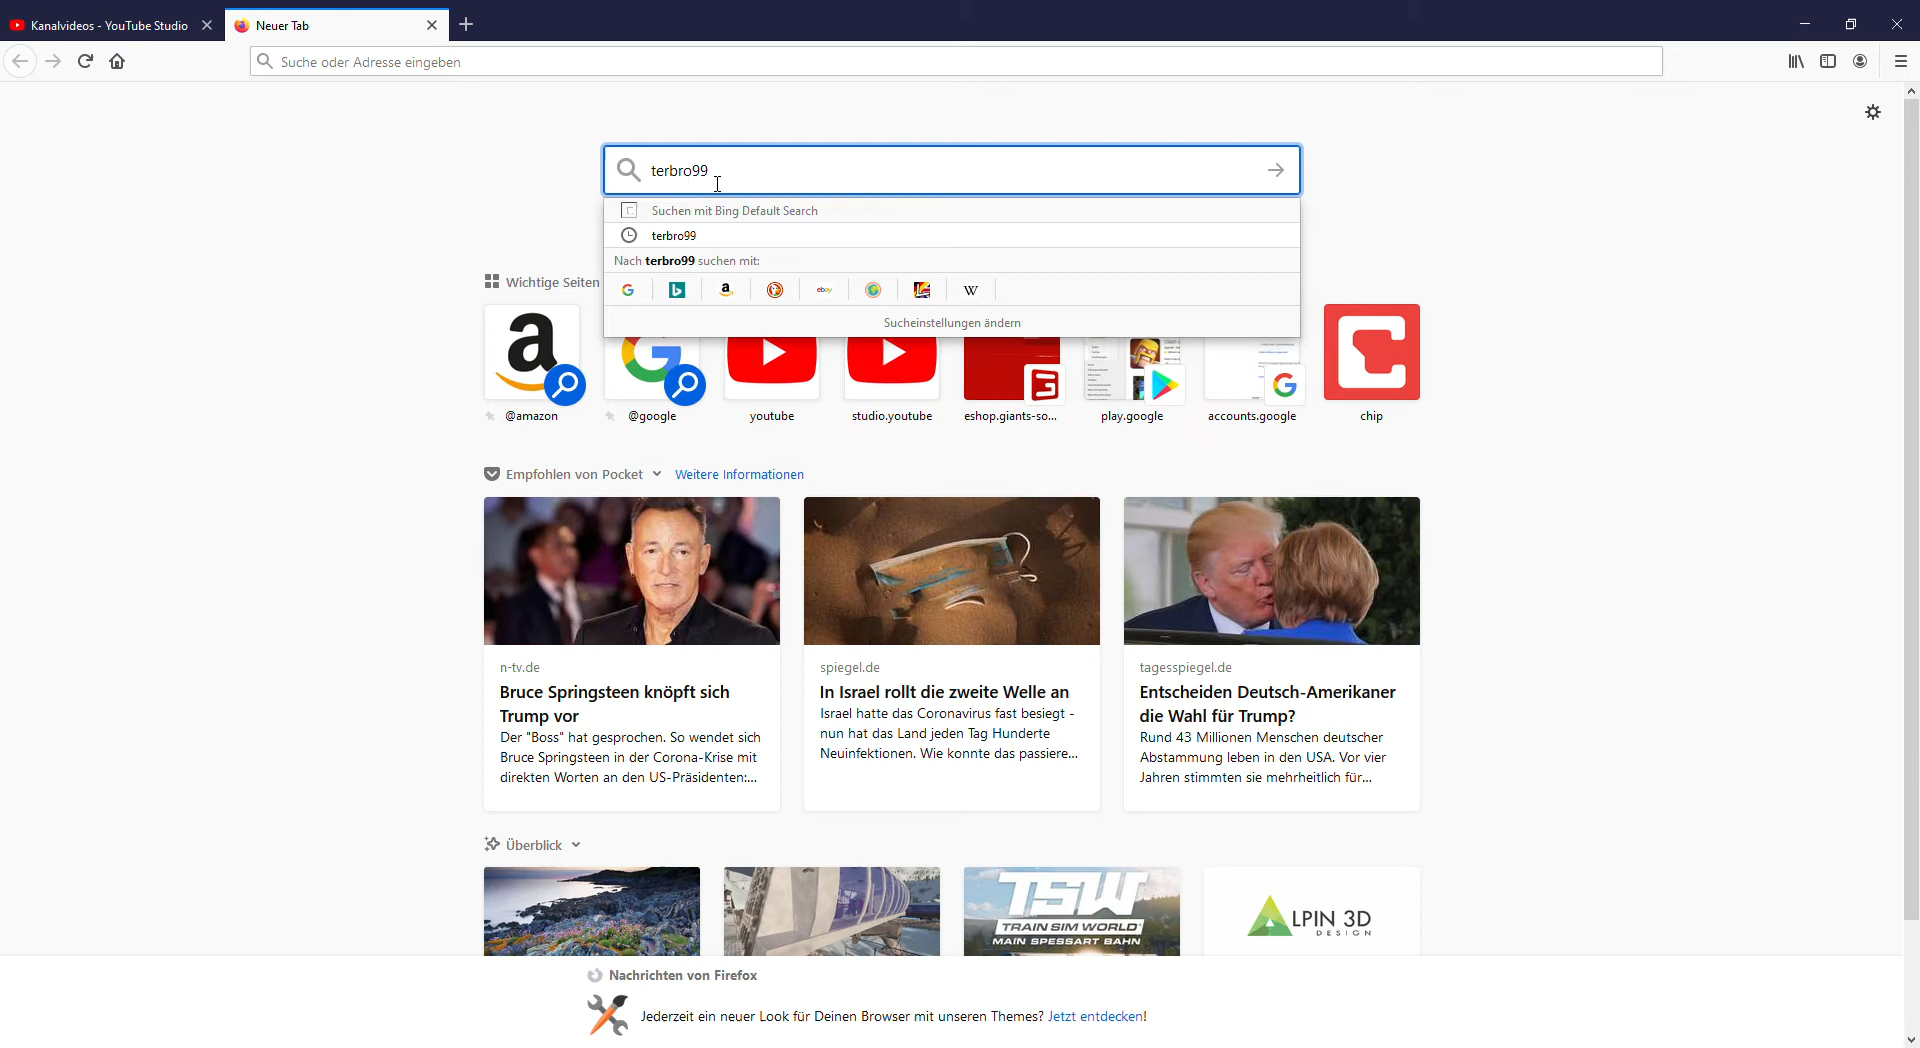 Kanalvideos - YouTube Studio
Neuer Tab
Suche oder Adresse eingeben
terbro99
Suchen mit Bing Default Search
terbro99
Nach terbro99 suchen mit:
Sucheinstellungen ändern
Wichtige Seiten
@amazon
@google
youtube
studio.youtube
eshop.giants-so...
play.google
accounts.google
chip
Empfohlen von Pocket
Weitere Informationen
n-tv.de
Bruce Springsteen knöpft sich
Trump vor
Der "Boss" hat gesprochen. So wendet sich
Bruce Springsteen in der Corona-Krise mit
direkten Worten an den US-Präsidenten:...
spiegel.de
In Israel rollt die zweite Welle an
Israel hatte das Coronavirus fast besiegt -
nun hat das Land jeden Tag Hunderte
Neuinfektionen. Wie konnte das passiere...
tagesspiegel.de
Entscheiden Deutsch-Amerikaner
die Wahl für Trump?
Rund 43 Millionen Menschen deutscher
Abstammung leben in den USA. Vor vier
Jahren stimmten sie mehrheitlich für...
Überblick
TSW
TRAIN SIM WORLD
MAIN SPESSART BAHN
LPIN 3D
DESIGN
Nachrichten von Firefox
Jederzeit ein neuer Look für Deinen Browser mit unseren Themes? Jetzt entdecken!